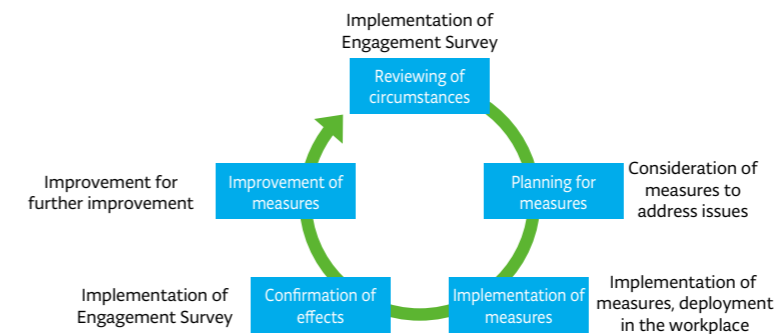 Implementation of
Engagement Survey
Reviewing of
circumstances
Planning for
measures
Consideration of
measures to
address issues
Implementation of
measures
Implementation of
measures, deployment
in the workplace
Confirmation of
effects
Implementation of
Engagement Survey
Improvement of
measures
Improvement for
further improvement